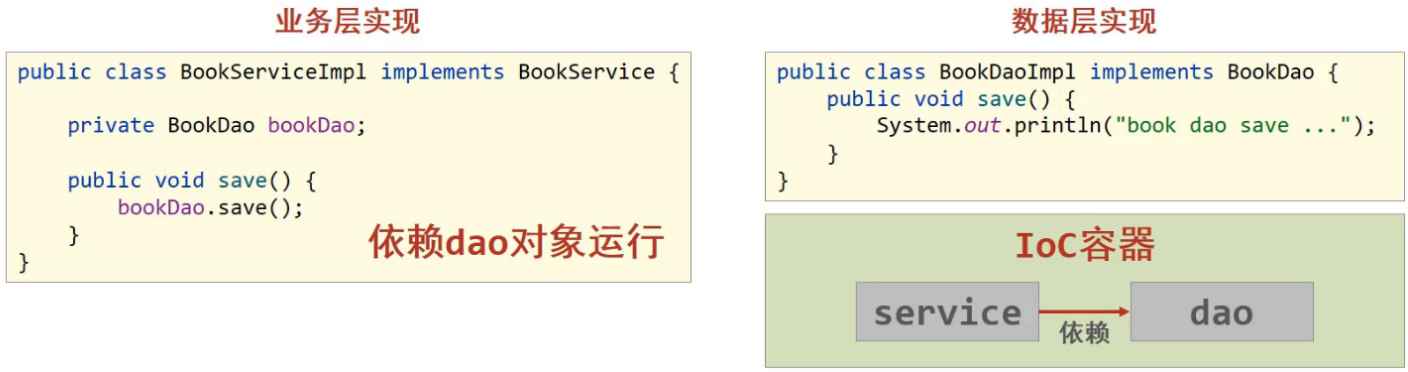 业务层实现
public class BookServiceImpl implements BookService {
    private BookDao bookDao;
    public void save() {
        bookDao.save();
    }
}
依赖dao对象运行
数据层实现
public class BookDaoImpl implements BookDao {
    public void save() {
        System.out.println("book dao save ...");
    }
}
IoC容器
service
依赖
dao